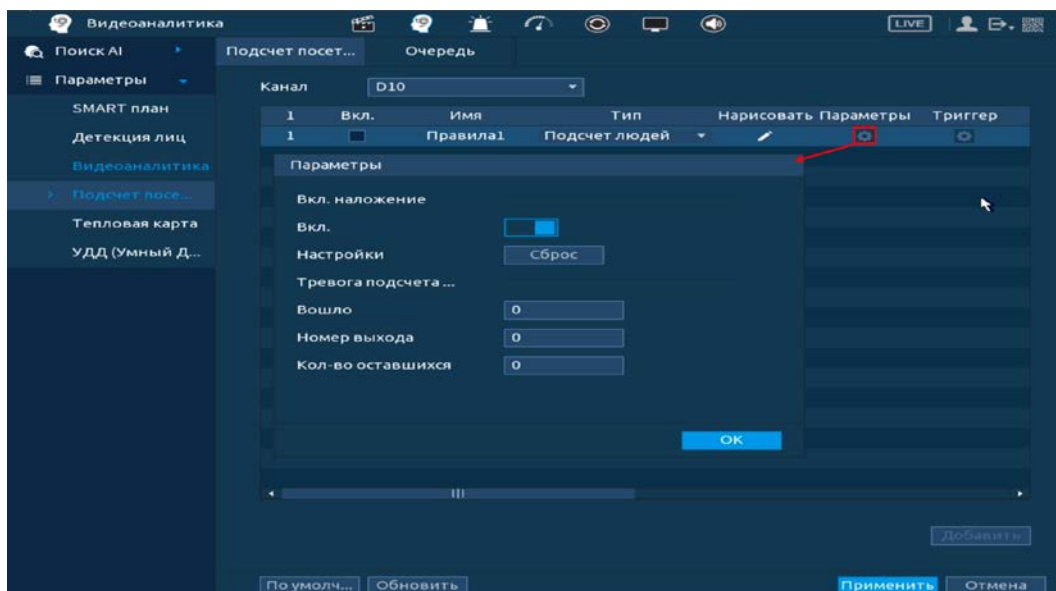 Видеоаналитика LIVE
Поиск AI
Параметры
SMART план
Детекция лиц
Видеоаналитика
Подсчет посе...
Тепловая карта
УДД (Умный Д...
Подсчет посет... Очередь
Канал D10
1 Вкл. Имя Тип Нарисовать Параметры Триггер
1 Правила1 Подсчет людей
Параметры
Вкл. наложение
Вкл.
Настройки Сброс
Тревога подсчета ...
Вошло 0
Номер выхода 0
Кол-во оставшихся 0
OK
Добавить
По умолч... Обновить Применить Отмена